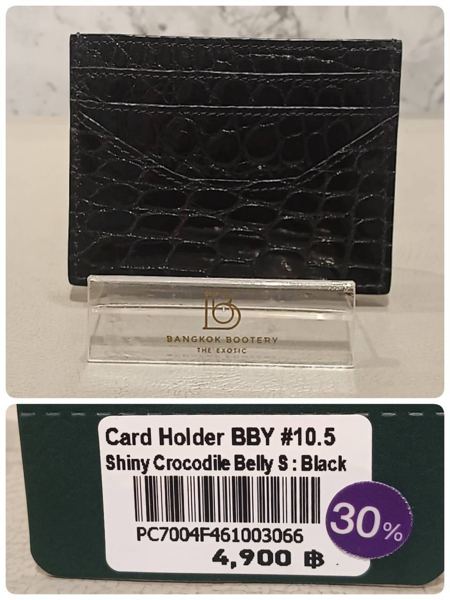 B
BANGKOK BOOTERY
THE EXOTIC
Card Holder BBY #10.5
Shiny Crocodile Belly S : Black
PC7004F461003066
4,900 ฿
30%